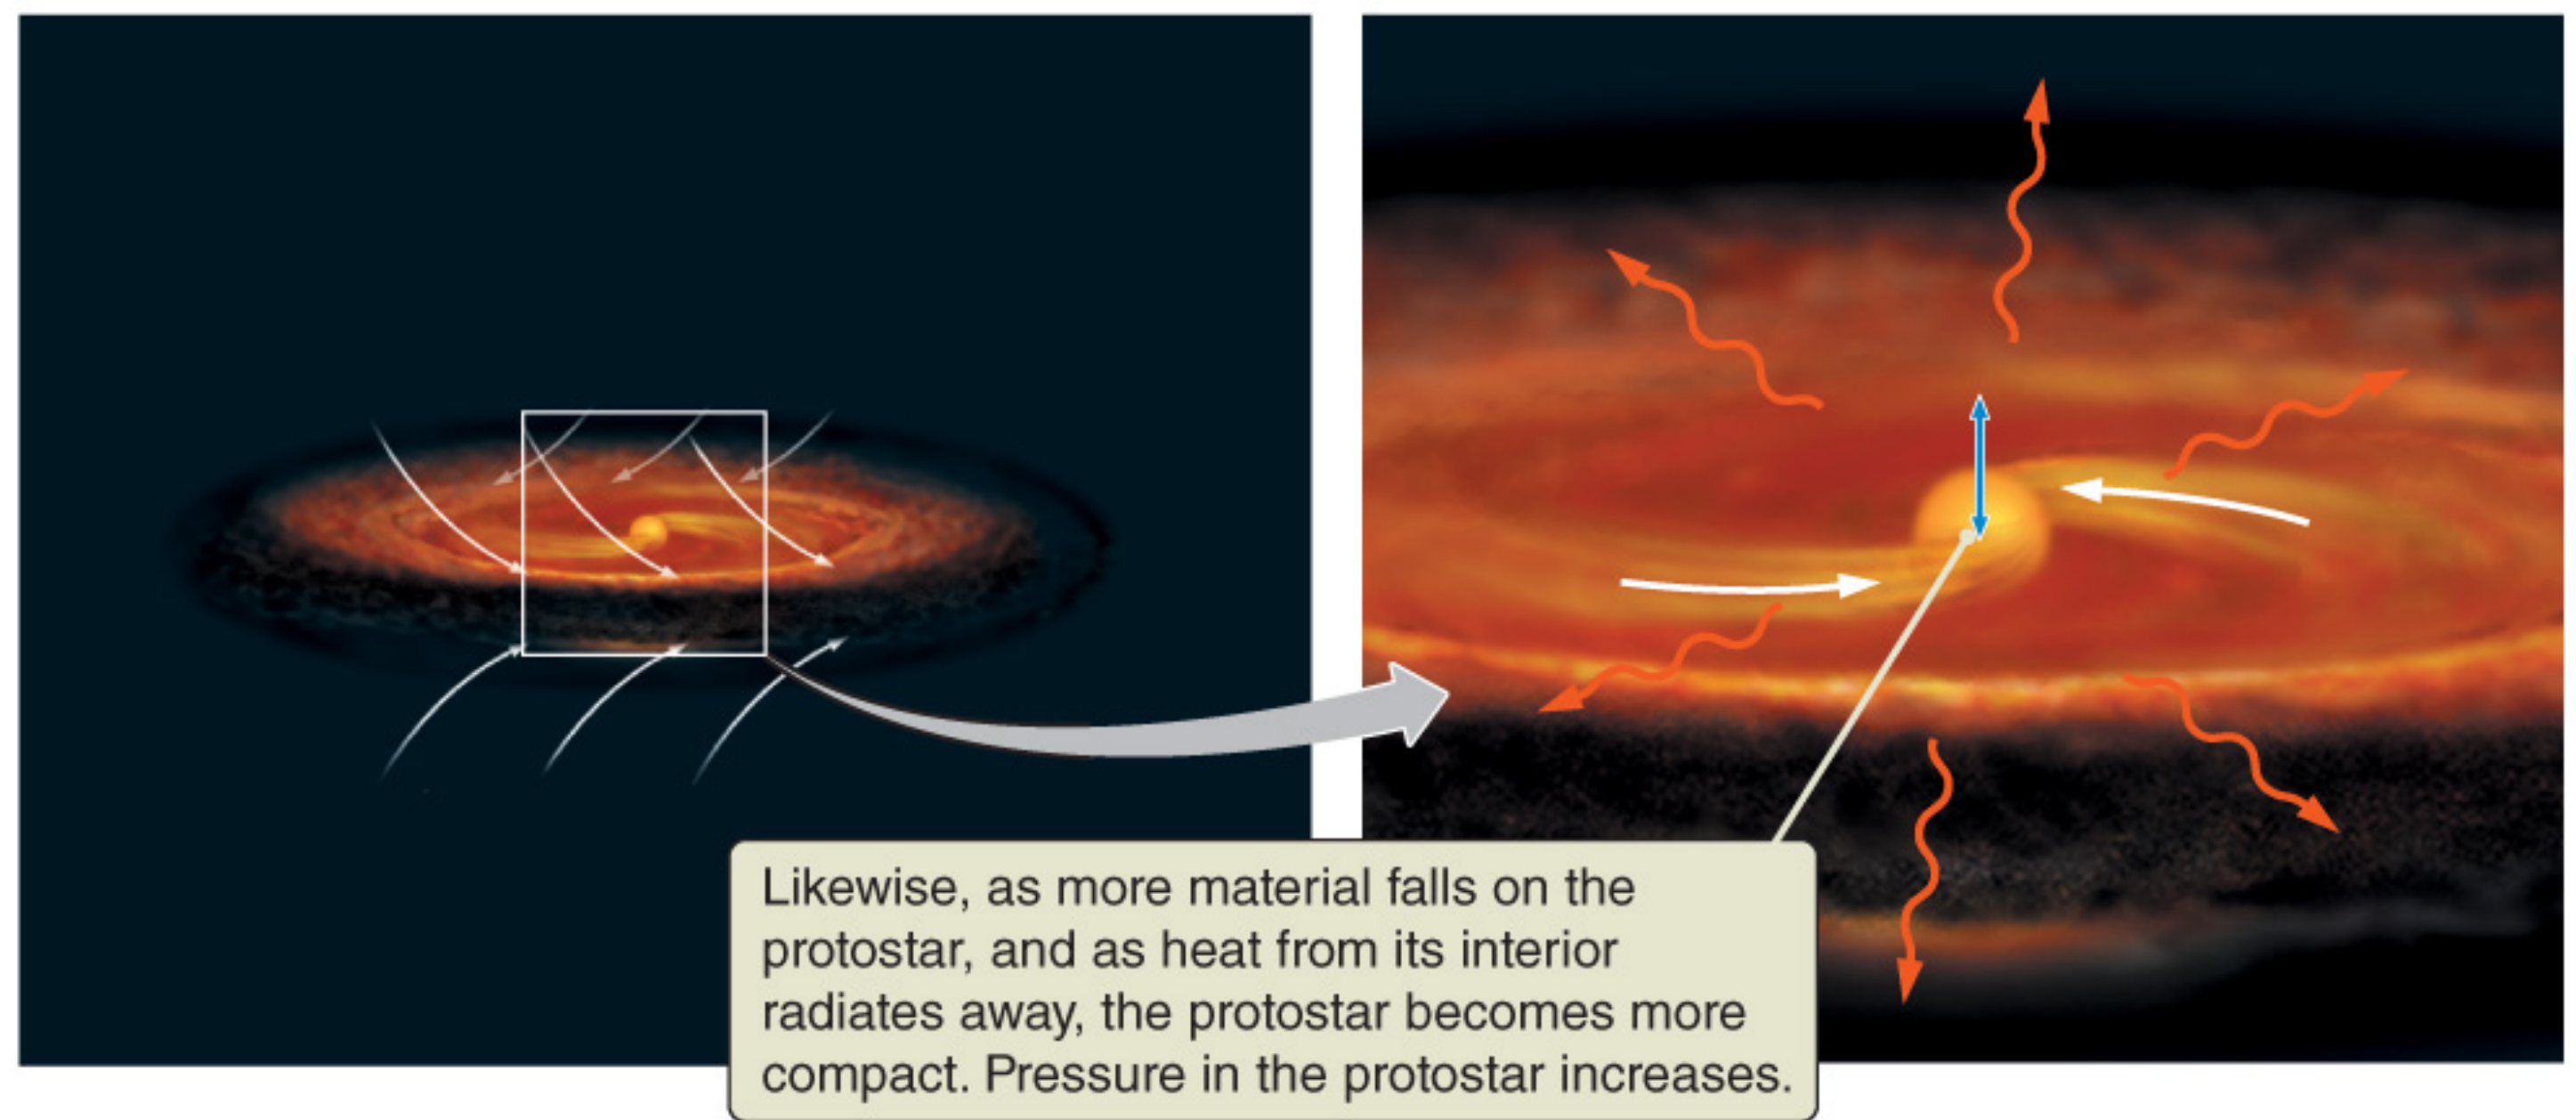 Likewise, as more material falls on the
protostar, and as heat from its interior
radiates away, the protostar becomes more
compact. Pressure in the protostar increases.